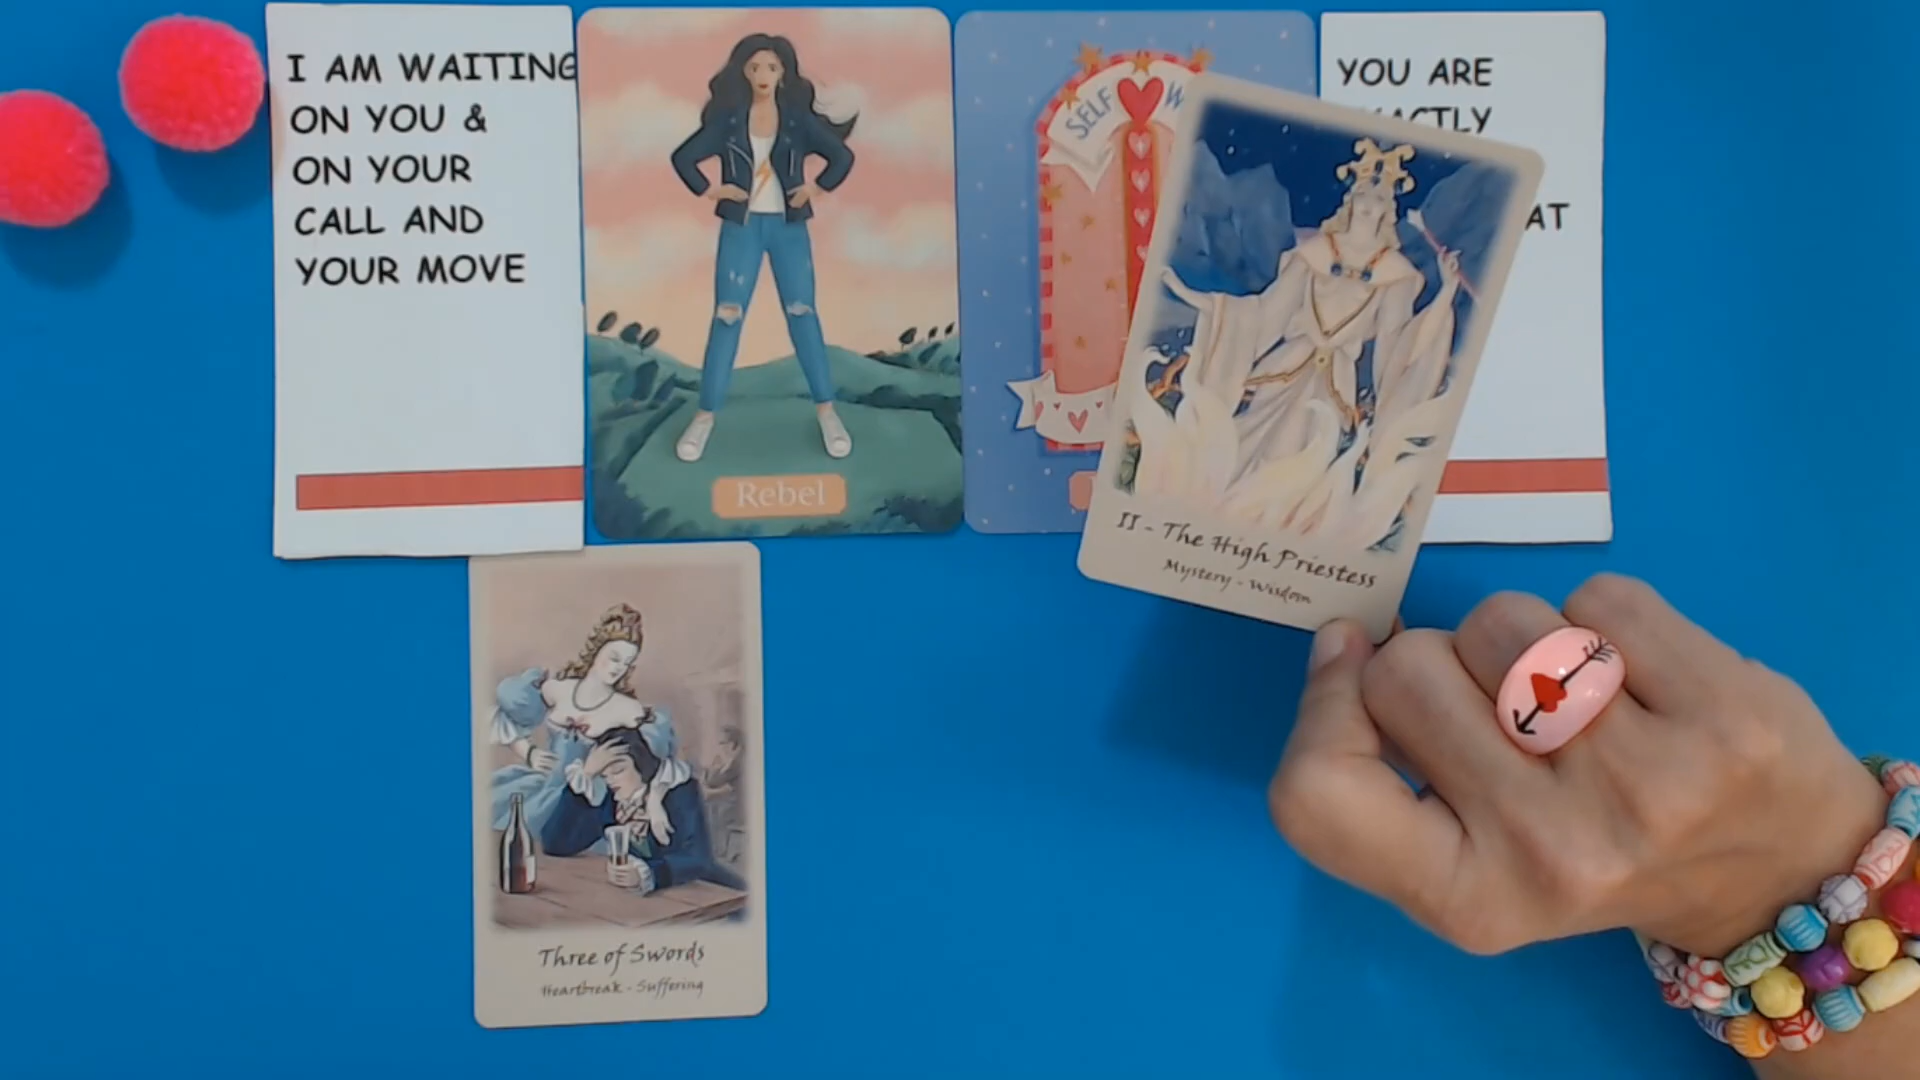 I AM WAITING
ON YOU &
ON YOUR
CALL AND
YOUR MOVE
Rebel
SELF
YOU ARE
II - The High Priestess
Mystery - Wisdom
Three of Swords
Heartbreak - Suffering